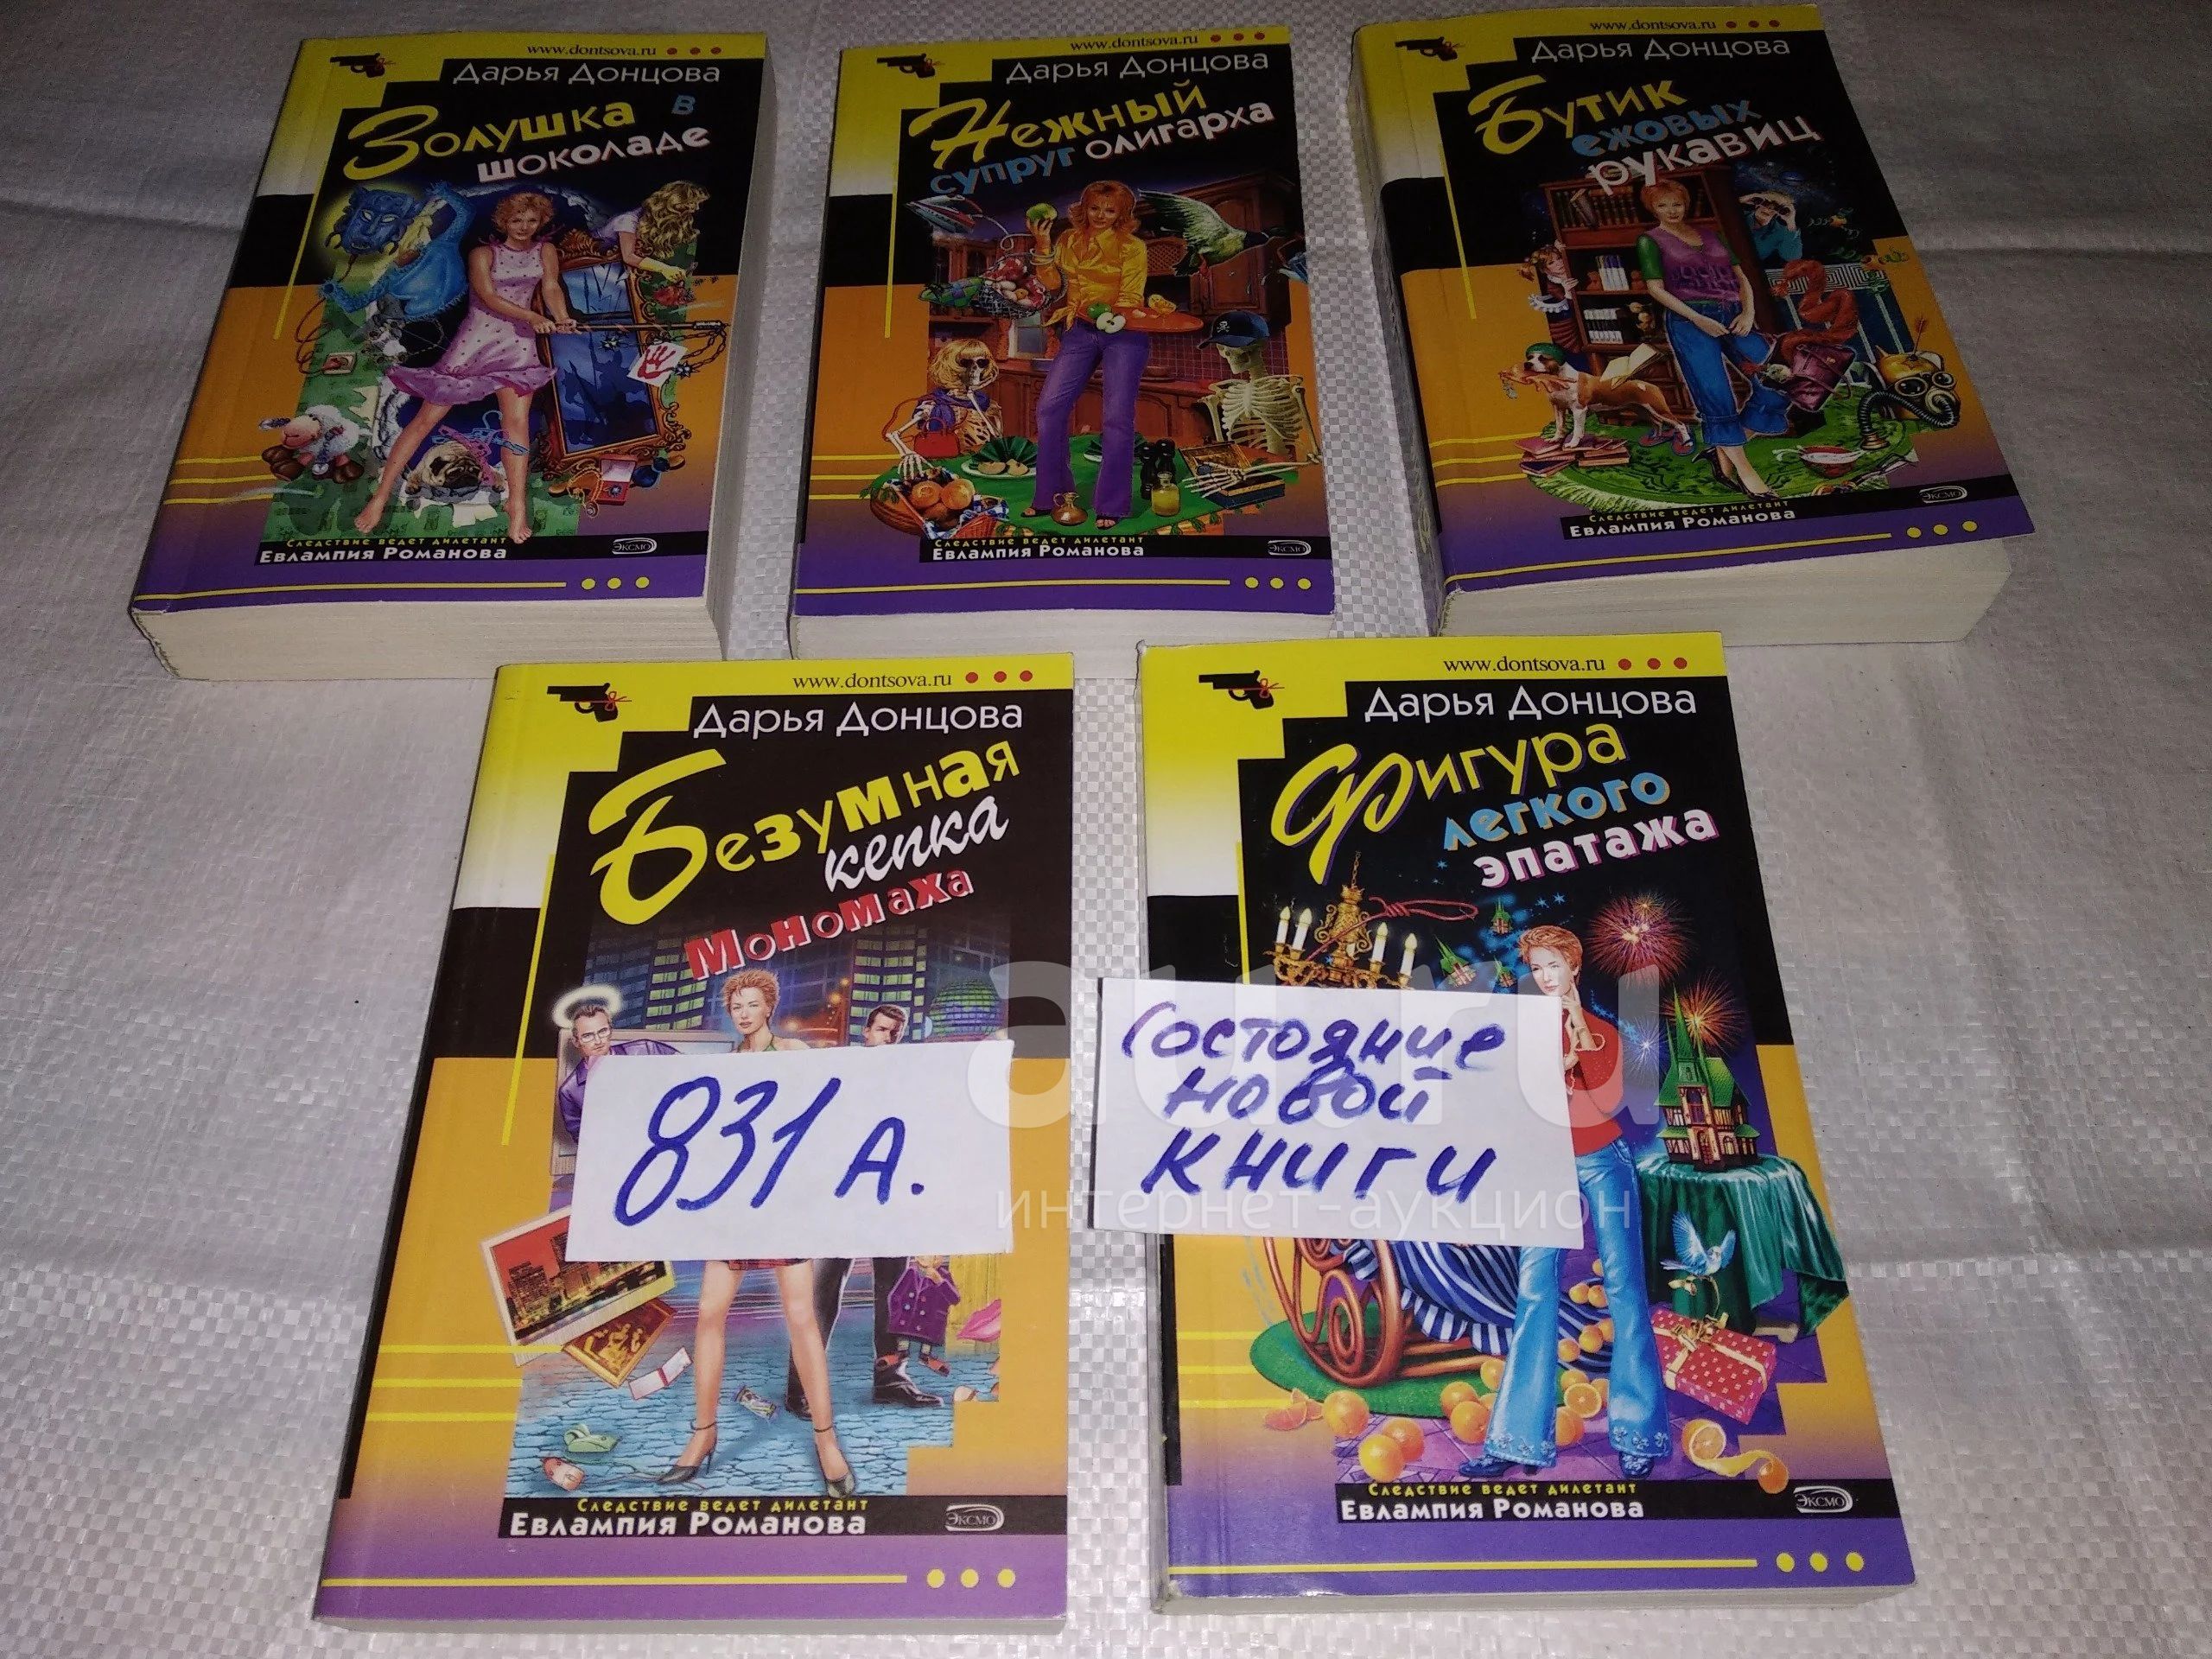 www.dontsova.ru
Дарья Донцова
Золушка в
шоколаде
Следствие ведет дилетант
Евлампия Романова
ЭКСМО
www.dontsova.ru
Дарья Донцова
Нежный
супруг олигарха
Следствие ведет дилетант
Евлампия Романова
ЭКСМО
www.dontsova.ru
Дарья Донцова
Бутик
ежовых
рукавиц
Следствие ведет дилетант
Евлампия Романова
ЭКСМО
www.dontsova.ru
Дарья Донцова
Безумная
кепка
Мономаха
831 А.
Следствие ведет дилетант
Евлампия Романова
ЭКСМО
www.dontsova.ru
Дарья Донцова
Фигура
легкого
эпатажа
Состояние
новой
книги
Следствие ведет дилетант
Евлампия Романова
ЭКСМО
au.ru
интернет-аукцион